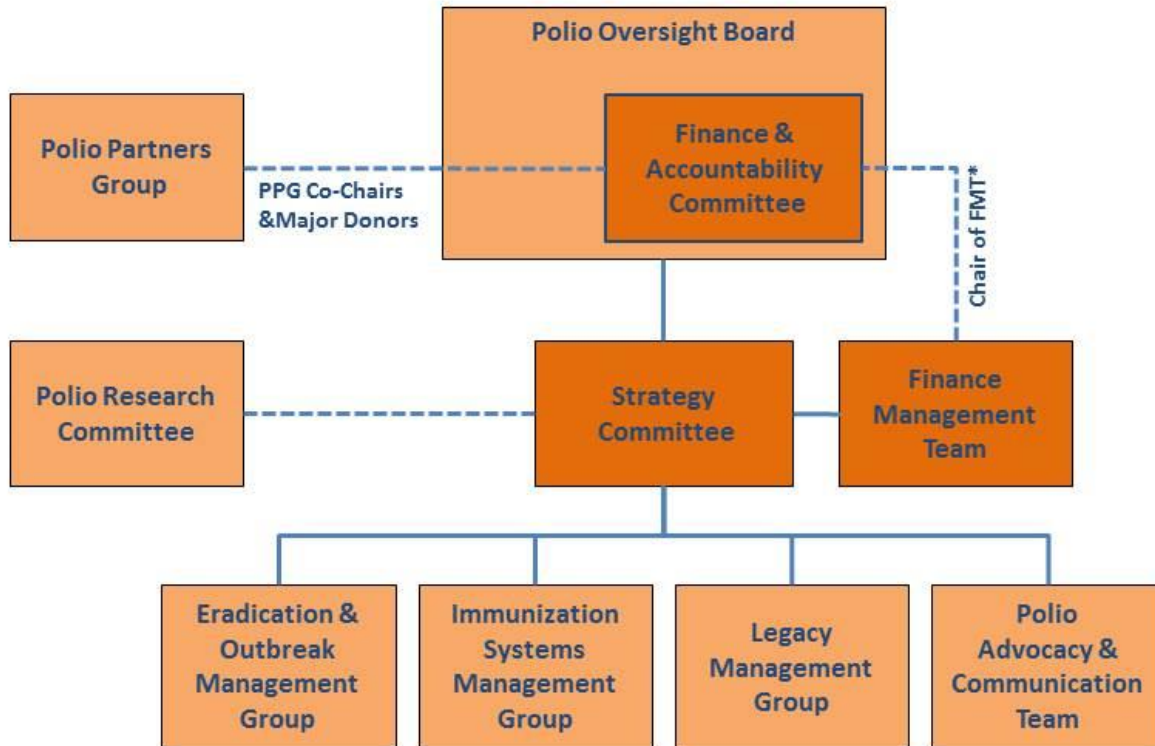 Polio Oversight Board
Polio Partners
Group
PPG Co-Chairs
&Major Donors
Finance &
Accountability
Committee
Chair of FMT*
Polio Research
Committee
Strategy
Committee
Finance
Management
Team
Eradication &
Outbreak
Management
Group
Immunization
Systems
Management
Group
Legacy
Management
Group
Polio
Advocacy &
Communication
Team